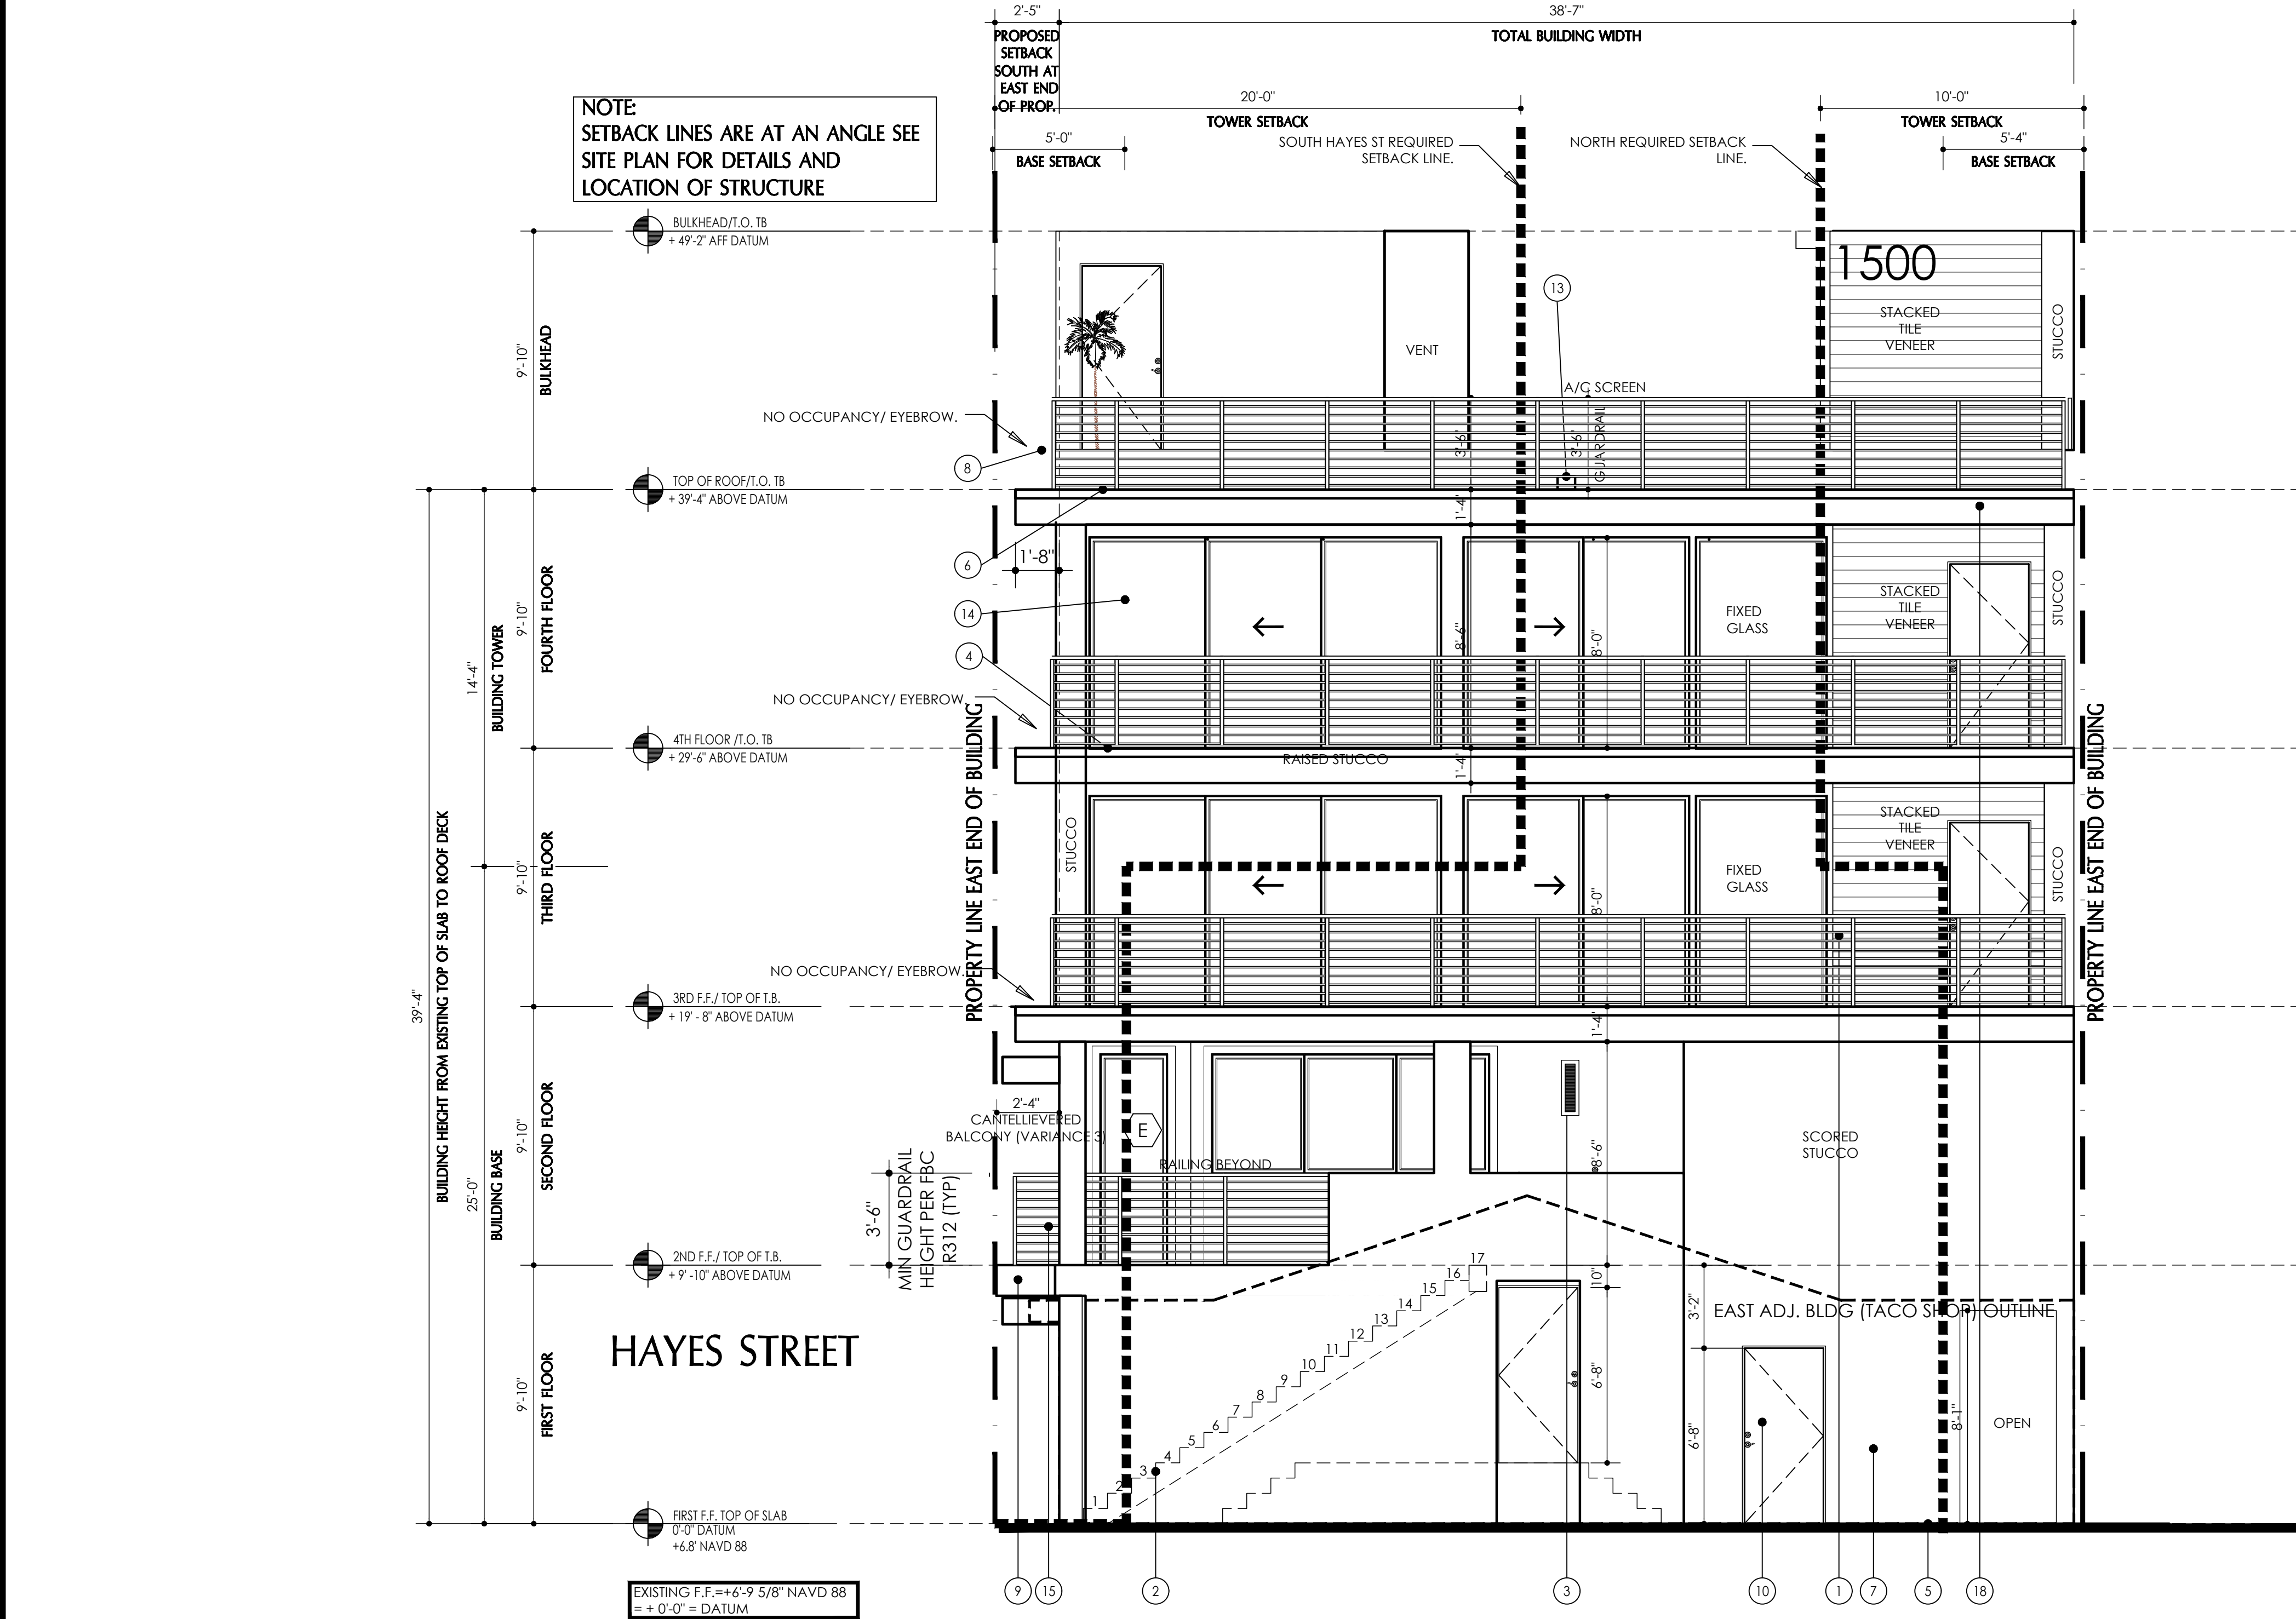 2'-5"
38'-7"
PROPOSED
SETBACK
SOUTH AT
EAST END
OF PROP.
TOTAL BUILDING WIDTH
20'-0"
TOWER SETBACK
10'-0"
TOWER SETBACK
5'-0"
BASE SETBACK
SOUTH HAYES ST REQUIRED
SETBACK LINE.
NORTH REQUIRED SETBACK
LINE.
5'-4"
BASE SETBACK
NOTE:
SETBACK LINES ARE AT AN ANGLE SEE
SITE PLAN FOR DETAILS AND
LOCATION OF STRUCTURE
BULKHEAD/T.O. TB
+ 49'-2" AFF DATUM
1500
13
STACKED
TILE
VENEER
STUCCO
VENT
9'-10"
BULKHEAD
A/C SCREEN
NO OCCUPANCY/ EYEBROW.
3'-6"
3'-6"
GUARDRAIL
8
TOP OF ROOF/T.O. TB
+ 39'-4" ABOVE DATUM
1'-4"
6
1'-8"
14
4
9'-10"
FOURTH FLOOR
14'-4"
BUILDING TOWER
8'-6"
8'-0"
FIXED
GLASS
STACKED
TILE
VENEER
STUCCO
NO OCCUPANCY/ EYEBROW.
4TH FLOOR /T.O. TB
+ 29'-6" ABOVE DATUM
RAISED STUCCO
1'-4"
PROPERTY LINE EAST END OF BUILDING
PROPERTY LINE EAST END OF BUILDING
STUCCO
STACKED
TILE
VENEER
STUCCO
FIXED
GLASS
8'-0"
9'-10"
THIRD FLOOR
39'-4"
BUILDING HEIGHT FROM EXISTING TOP OF SLAB TO ROOF DECK
NO OCCUPANCY/ EYEBROW.
3RD F.F./ TOP OF T.B.
+ 19' - 8" ABOVE DATUM
1'-4"
2'-4"
CANTELLIEVERED
BALCONY (VARIANCE 3)
E
RAILING BEYOND
8'-6"
SCORED
STUCCO
9'-10"
SECOND FLOOR
25'-0"
BUILDING BASE
3'-6"
MIN GUARDRAIL
HEIGHT PER FBC
R312 (TYP)
2ND F.F./ TOP OF T.B.
+ 9' -10" ABOVE DATUM
HAYES STREET
1
2
3
4
5
6
7
8
9
10
11
12
13
14
15
16
17
10"
6'-8"
3'-2"
6'-8"
EAST ADJ. BLDG (TACO SHOP) OUTLINE
8'-1"
OPEN
9'-10"
FIRST FLOOR
FIRST F.F. TOP OF SLAB
0'-0" DATUM
+6.8' NAVD 88
9
15
2
3
10
1
7
5
18
EXISTING F.F.=+6'-9 5/8" NAVD 88
= + 0'-0" = DATUM